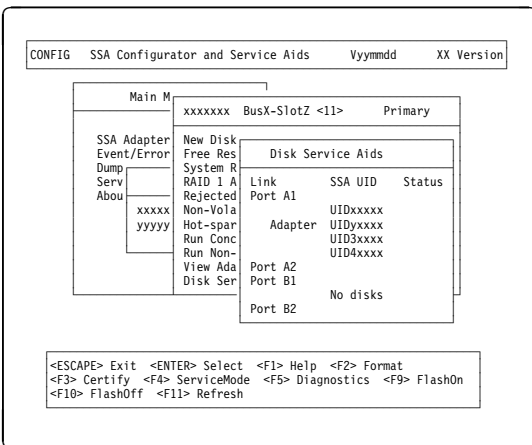 CONFIG SSA Configurator and Service Aids Vyymmdd XX Version
Main M
xxxxxxx BusX-SlotZ <11> Primary
SSA Adapter
Event/Error
Dump
Serv
Abou
xxxxx
yyyyy
New Disk
Free Res
System R
RAID 1 A
Rejected
Non-Vola
Hot-spar
Run Conc
Run Non-
View Ada
Disk Ser
Disk Service Aids
Link SSA UID Status
Port A1
UIDxxxxx
Adapter UIDyxxxx
UID3xxxx
UID4xxxx
Port A2
Port B1
No disks
Port B2
<ESCAPE> Exit <ENTER> Select <F1> Help <F2> Format
<F3> Certify <F4> ServiceMode <F5> Diagnostics <F9> FlashOn
<F10> FlashOff <F11> Refresh